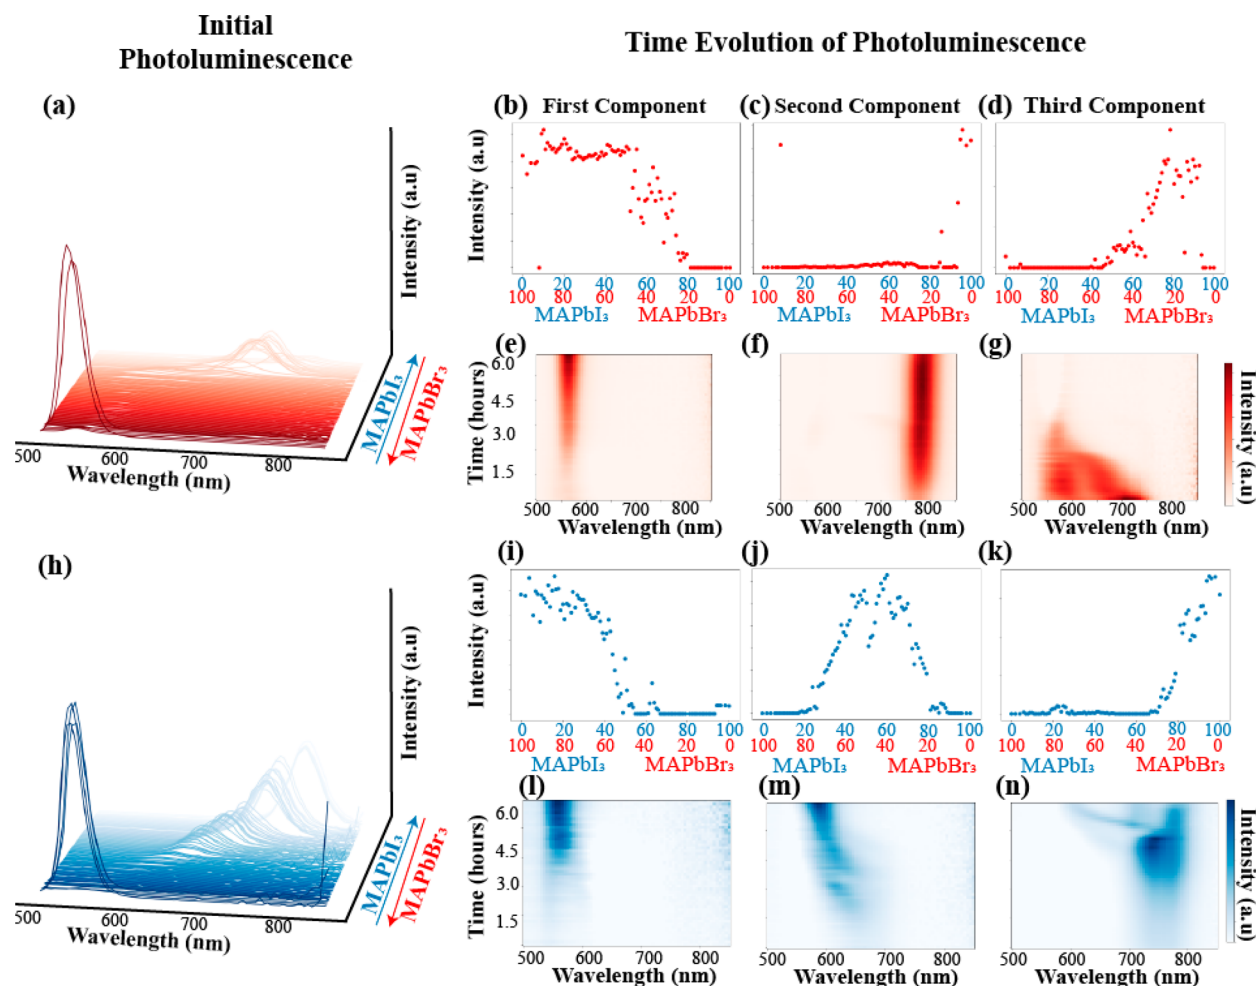 Initial
Photoluminescence
Time Evolution of Photoluminescence
(a)
Intensity (a.u)
500 600 700 800
Wavelength (nm)
MAPbI₃
MAPbBr₃
(b) First Component
Intensity (a.u)
0 20 40 60 80 100
100 80 60 40 20 0
MAPbI₃ MAPbBr₃
(c) Second Component
0 20 40 60 80 100
100 80 60 40 20 0
MAPbI₃ MAPbBr₃
(d) Third Component
0 20 40 60 80 100
100 80 60 40 20 0
MAPbI₃ MAPbBr₃
(e)
Time (hours)
6.0
4.5
3.0
1.5
500 600 700 800
Wavelength (nm)
(f)
500 600 700 800
Wavelength (nm)
(g)
500 600 700 800
Wavelength (nm)
Intensity (a.u)
(h)
Intensity (a.u)
500 600 700 800
Wavelength (nm)
MAPbI₃
MAPbBr₃
(i)
Intensity (a.u)
0 20 40 60 80 100
100 80 60 40 20 0
MAPbI₃ MAPbBr₃
(j)
0 20 40 60 80 100
100 80 60 40 20 0
MAPbI₃ MAPbBr₃
(k)
0 20 40 60 80 100
100 80 60 40 20 0
MAPbI₃ MAPbBr₃
(l)
Time (hours)
6.0
4.5
3.0
1.5
500 600 700 800
Wavelength (nm)
(m)
500 600 700 800
Wavelength (nm)
(n)
500 600 700 800
Wavelength (nm)
Intensity (a.u)